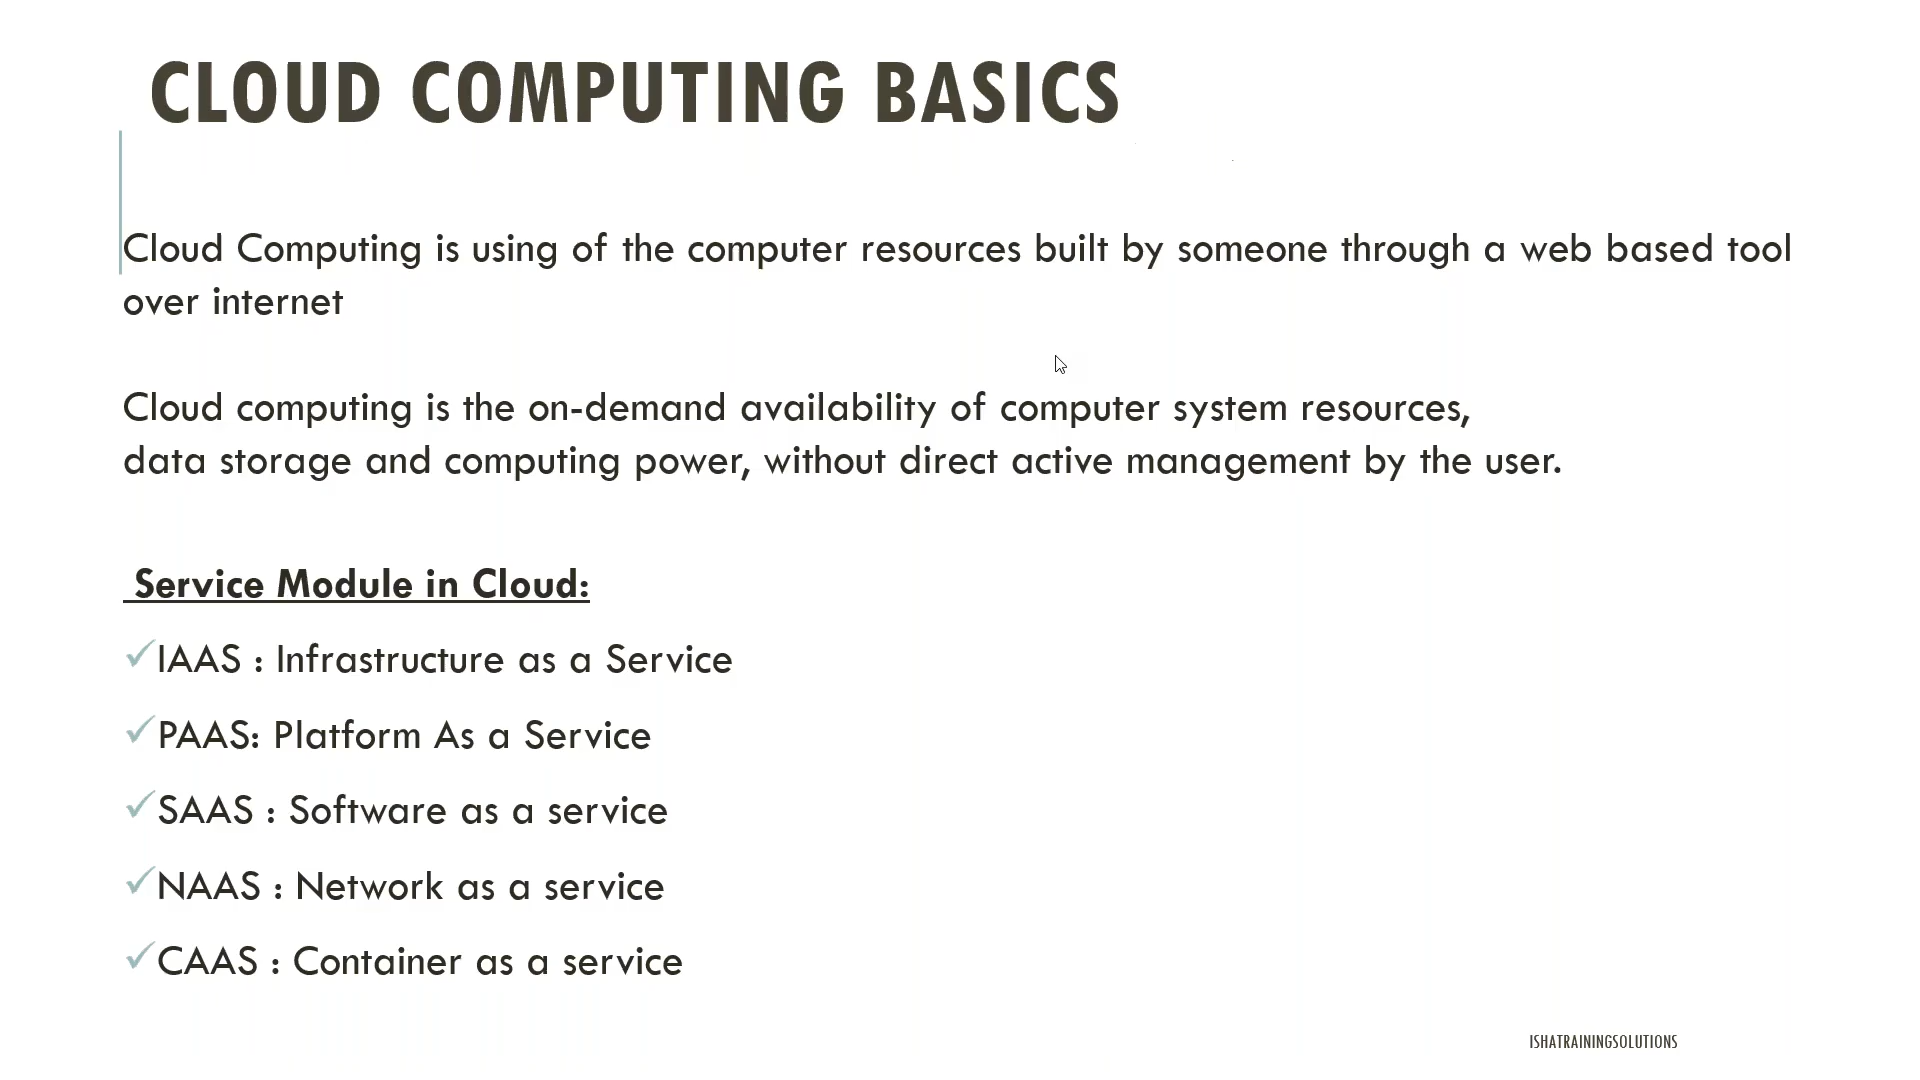 CLOUD COMPUTING BASICS
Cloud Computing is using of the computer resources built by someone through a web based tool
over internet
Cloud computing is the on-demand availability of computer system resources,
data storage and computing power, without direct active management by the user.
Service Module in Cloud:
✓IAAS : Infrastructure as a Service
✓PAAS: Platform As a Service
✓SAAS : Software as a service
✓NAAS : Network as a service
✓CAAS : Container as a service
ISHATRAININGSOLUTIONS